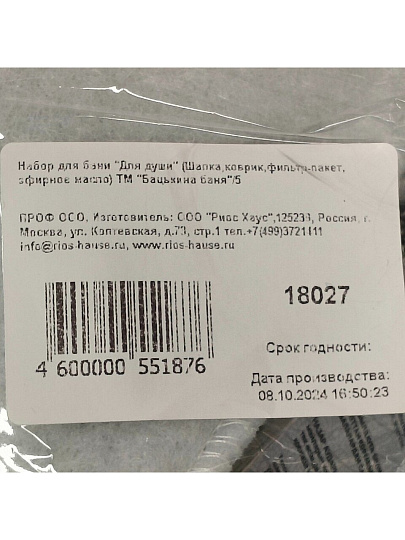 Набор для бани "Для души" (Шапка,коврик,фильтр-пакет,
эфирное масло) ТМ "Бацькина баня"/5
ПРОФ ООО, Изготовитель: ООО "Риос Хаус",125239, Россия, г.
Москва, ул. Коптевская, д.73, стр.1 тел.+7(499)3721111
info@rios-hause.ru, www.rios-hause.ru
18027
4 600000 551876
Срок годности:
Дата производства:
08.10.2024 16:50:23